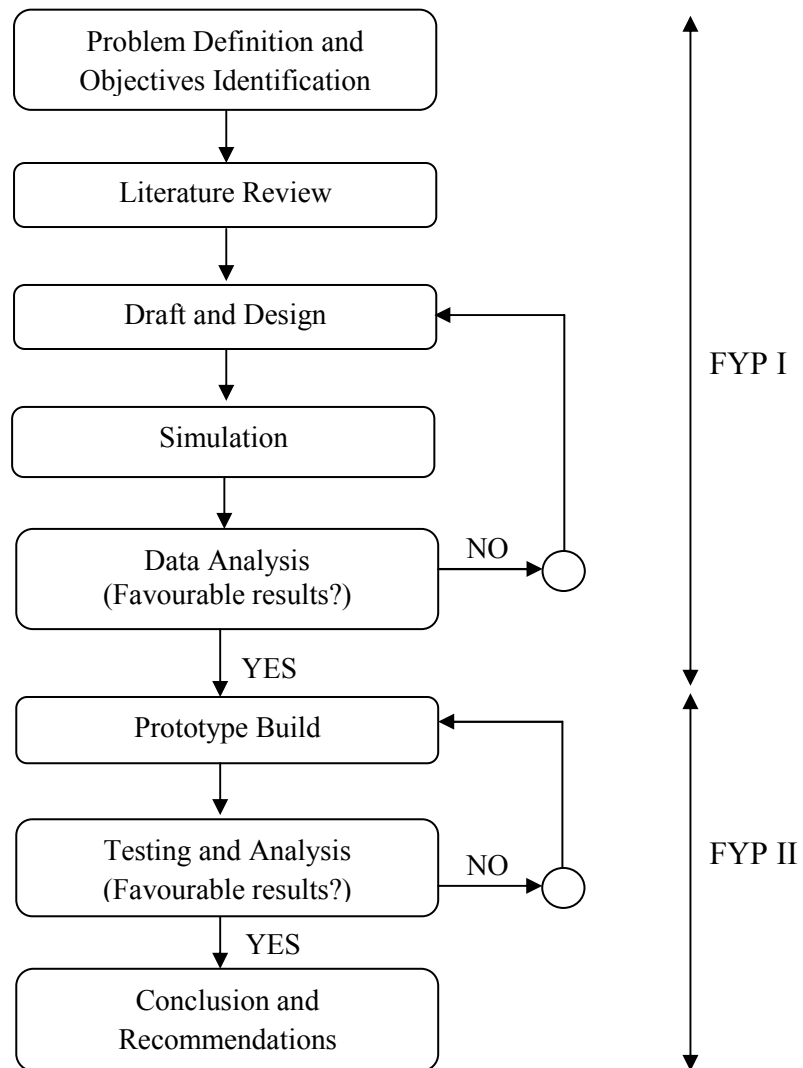 Problem Definition and
Objectives Identification
Literature Review
Draft and Design
FYP I
Simulation
Data Analysis
(Favourable results?)
NO
YES
Prototype Build
Testing and Analysis
(Favourable results?)
NO
FYP II
YES
Conclusion and
Recommendations